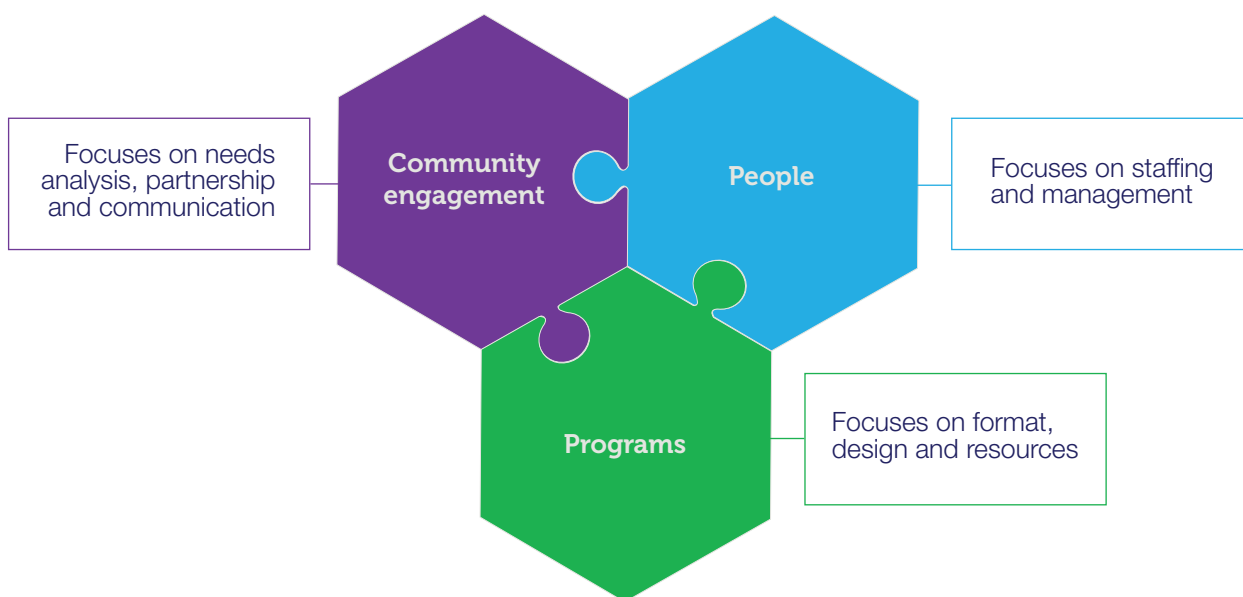 Focuses on needs
analysis, partnership
and communication
Community
engagement
People
Focuses on staffing
and management
Programs
Focuses on format,
design and resources